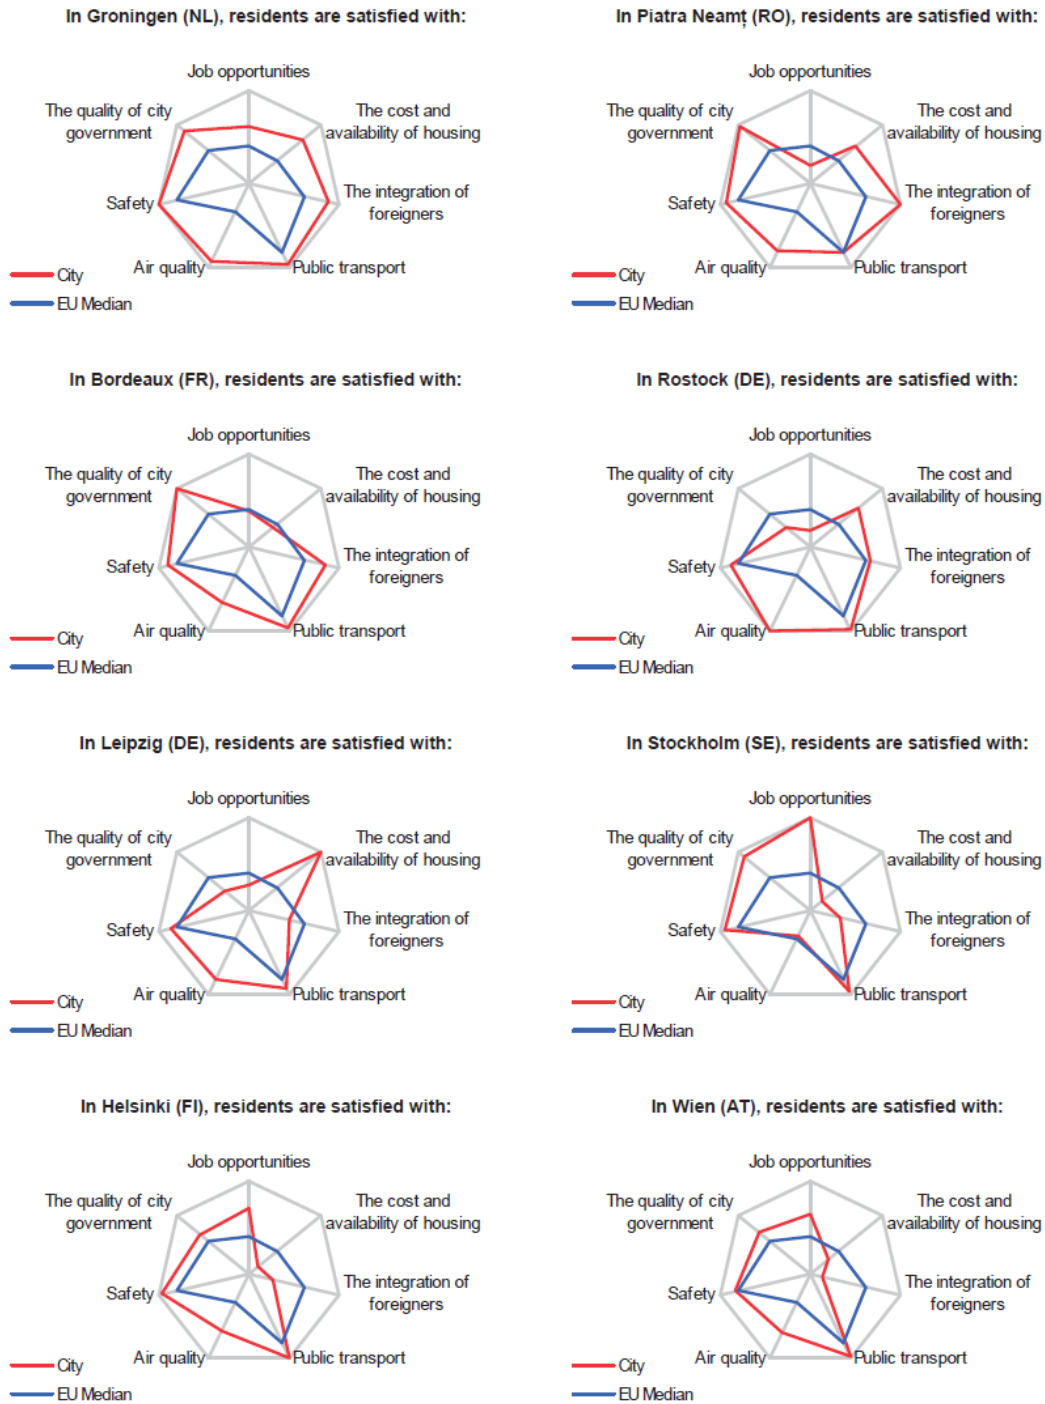 In Groningen (NL), residents are satisfied with:
Job opportunities
The quality of city
government
The cost and
availability of housing
Safety
The integration of
foreigners
Air quality
Public transport
City
EU Median
In Piatra Neamț (RO), residents are satisfied with:
Job opportunities
The quality of city
government
The cost and
availability of housing
Safety
The integration of
foreigners
Air quality
Public transport
City
EU Median
In Bordeaux (FR), residents are satisfied with:
Job opportunities
The quality of city
government
The cost and
availability of housing
Safety
The integration of
foreigners
Air quality
Public transport
City
EU Median
In Rostock (DE), residents are satisfied with:
Job opportunities
The quality of city
government
The cost and
availability of housing
Safety
The integration of
foreigners
Air quality
Public transport
City
EU Median
In Leipzig (DE), residents are satisfied with:
Job opportunities
The quality of city
government
The cost and
availability of housing
Safety
The integration of
foreigners
Air quality
Public transport
City
EU Median
In Stockholm (SE), residents are satisfied with:
Job opportunities
The quality of city
government
The cost and
availability of housing
Safety
The integration of
foreigners
Air quality
Public transport
City
EU Median
In Helsinki (FI), residents are satisfied with:
Job opportunities
The quality of city
government
The cost and
availability of housing
Safety
The integration of
foreigners
Air quality
Public transport
City
EU Median
In Wien (AT), residents are satisfied with:
Job opportunities
The quality of city
government
The cost and
availability of housing
Safety
The integration of
foreigners
Air quality
Public transport
City
EU Median